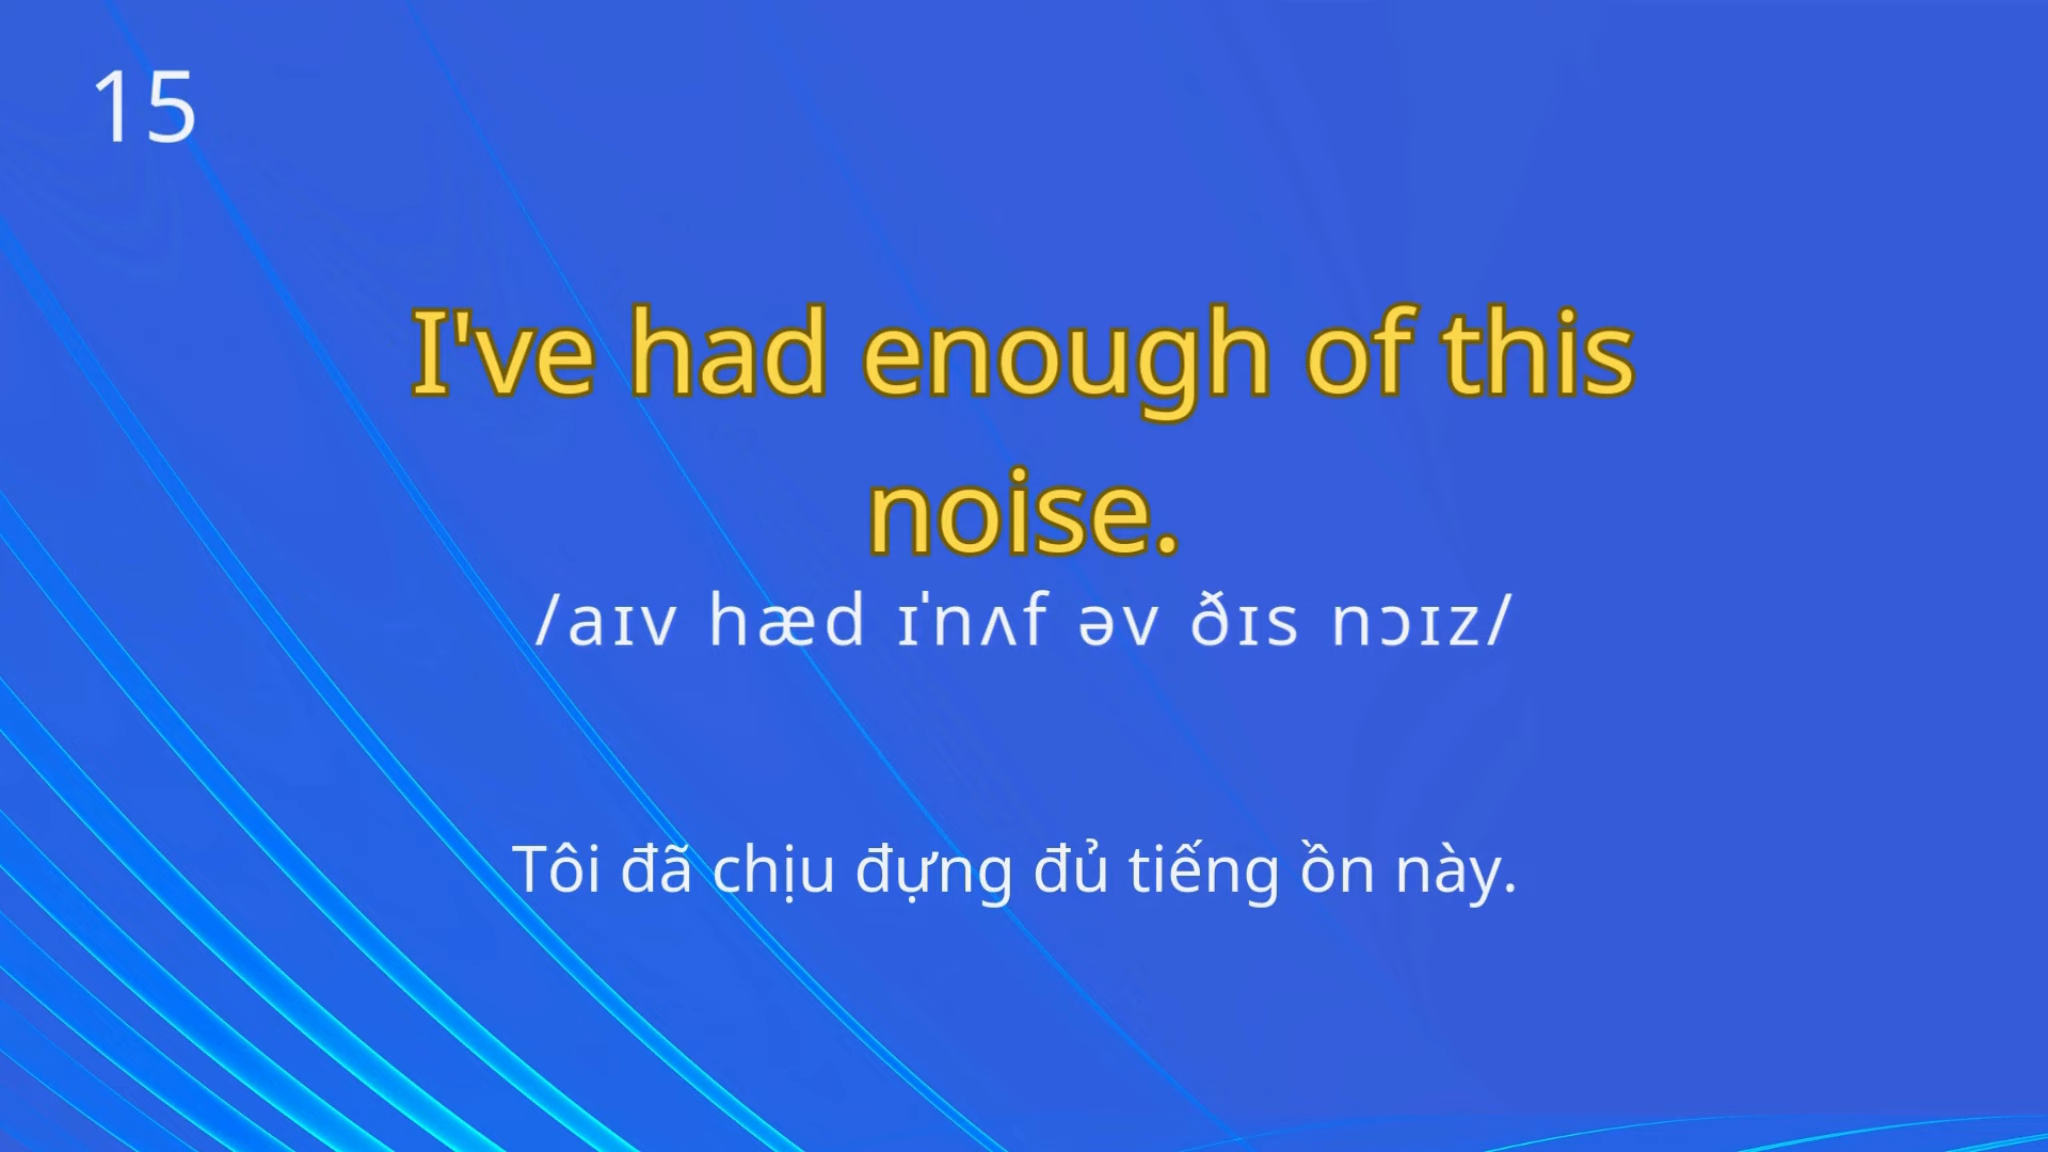 15
I've had enough of this
noise.
/aɪv hæd ɪˈnʌf əv ðɪs nɔɪz/
Tôi đã chịu đựng đủ tiếng ồn này.